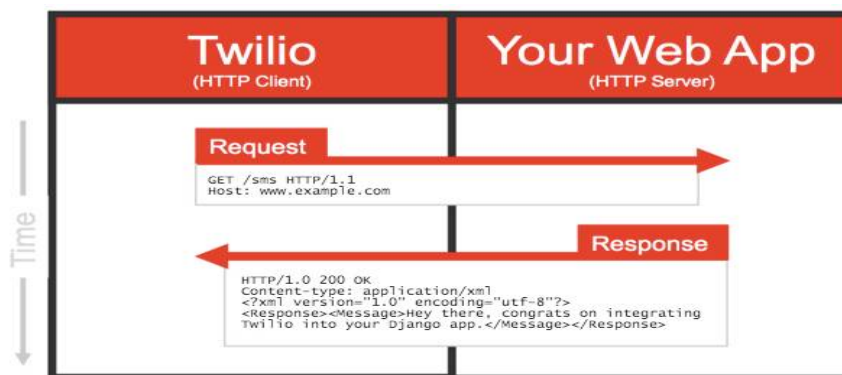 Twilio
(HTTP Client)
Your Web App
(HTTP Server)
Time
Request
GET /sms HTTP/1.1
Host: www.example.com
Response
HTTP/1.0 200 OK
Content-type: application/xml
<?xml version="1.0" encoding="utf-8"?>
<Response><Message>Hey there, congrats on integrating
Twilio into your Django app.</Message></Response>